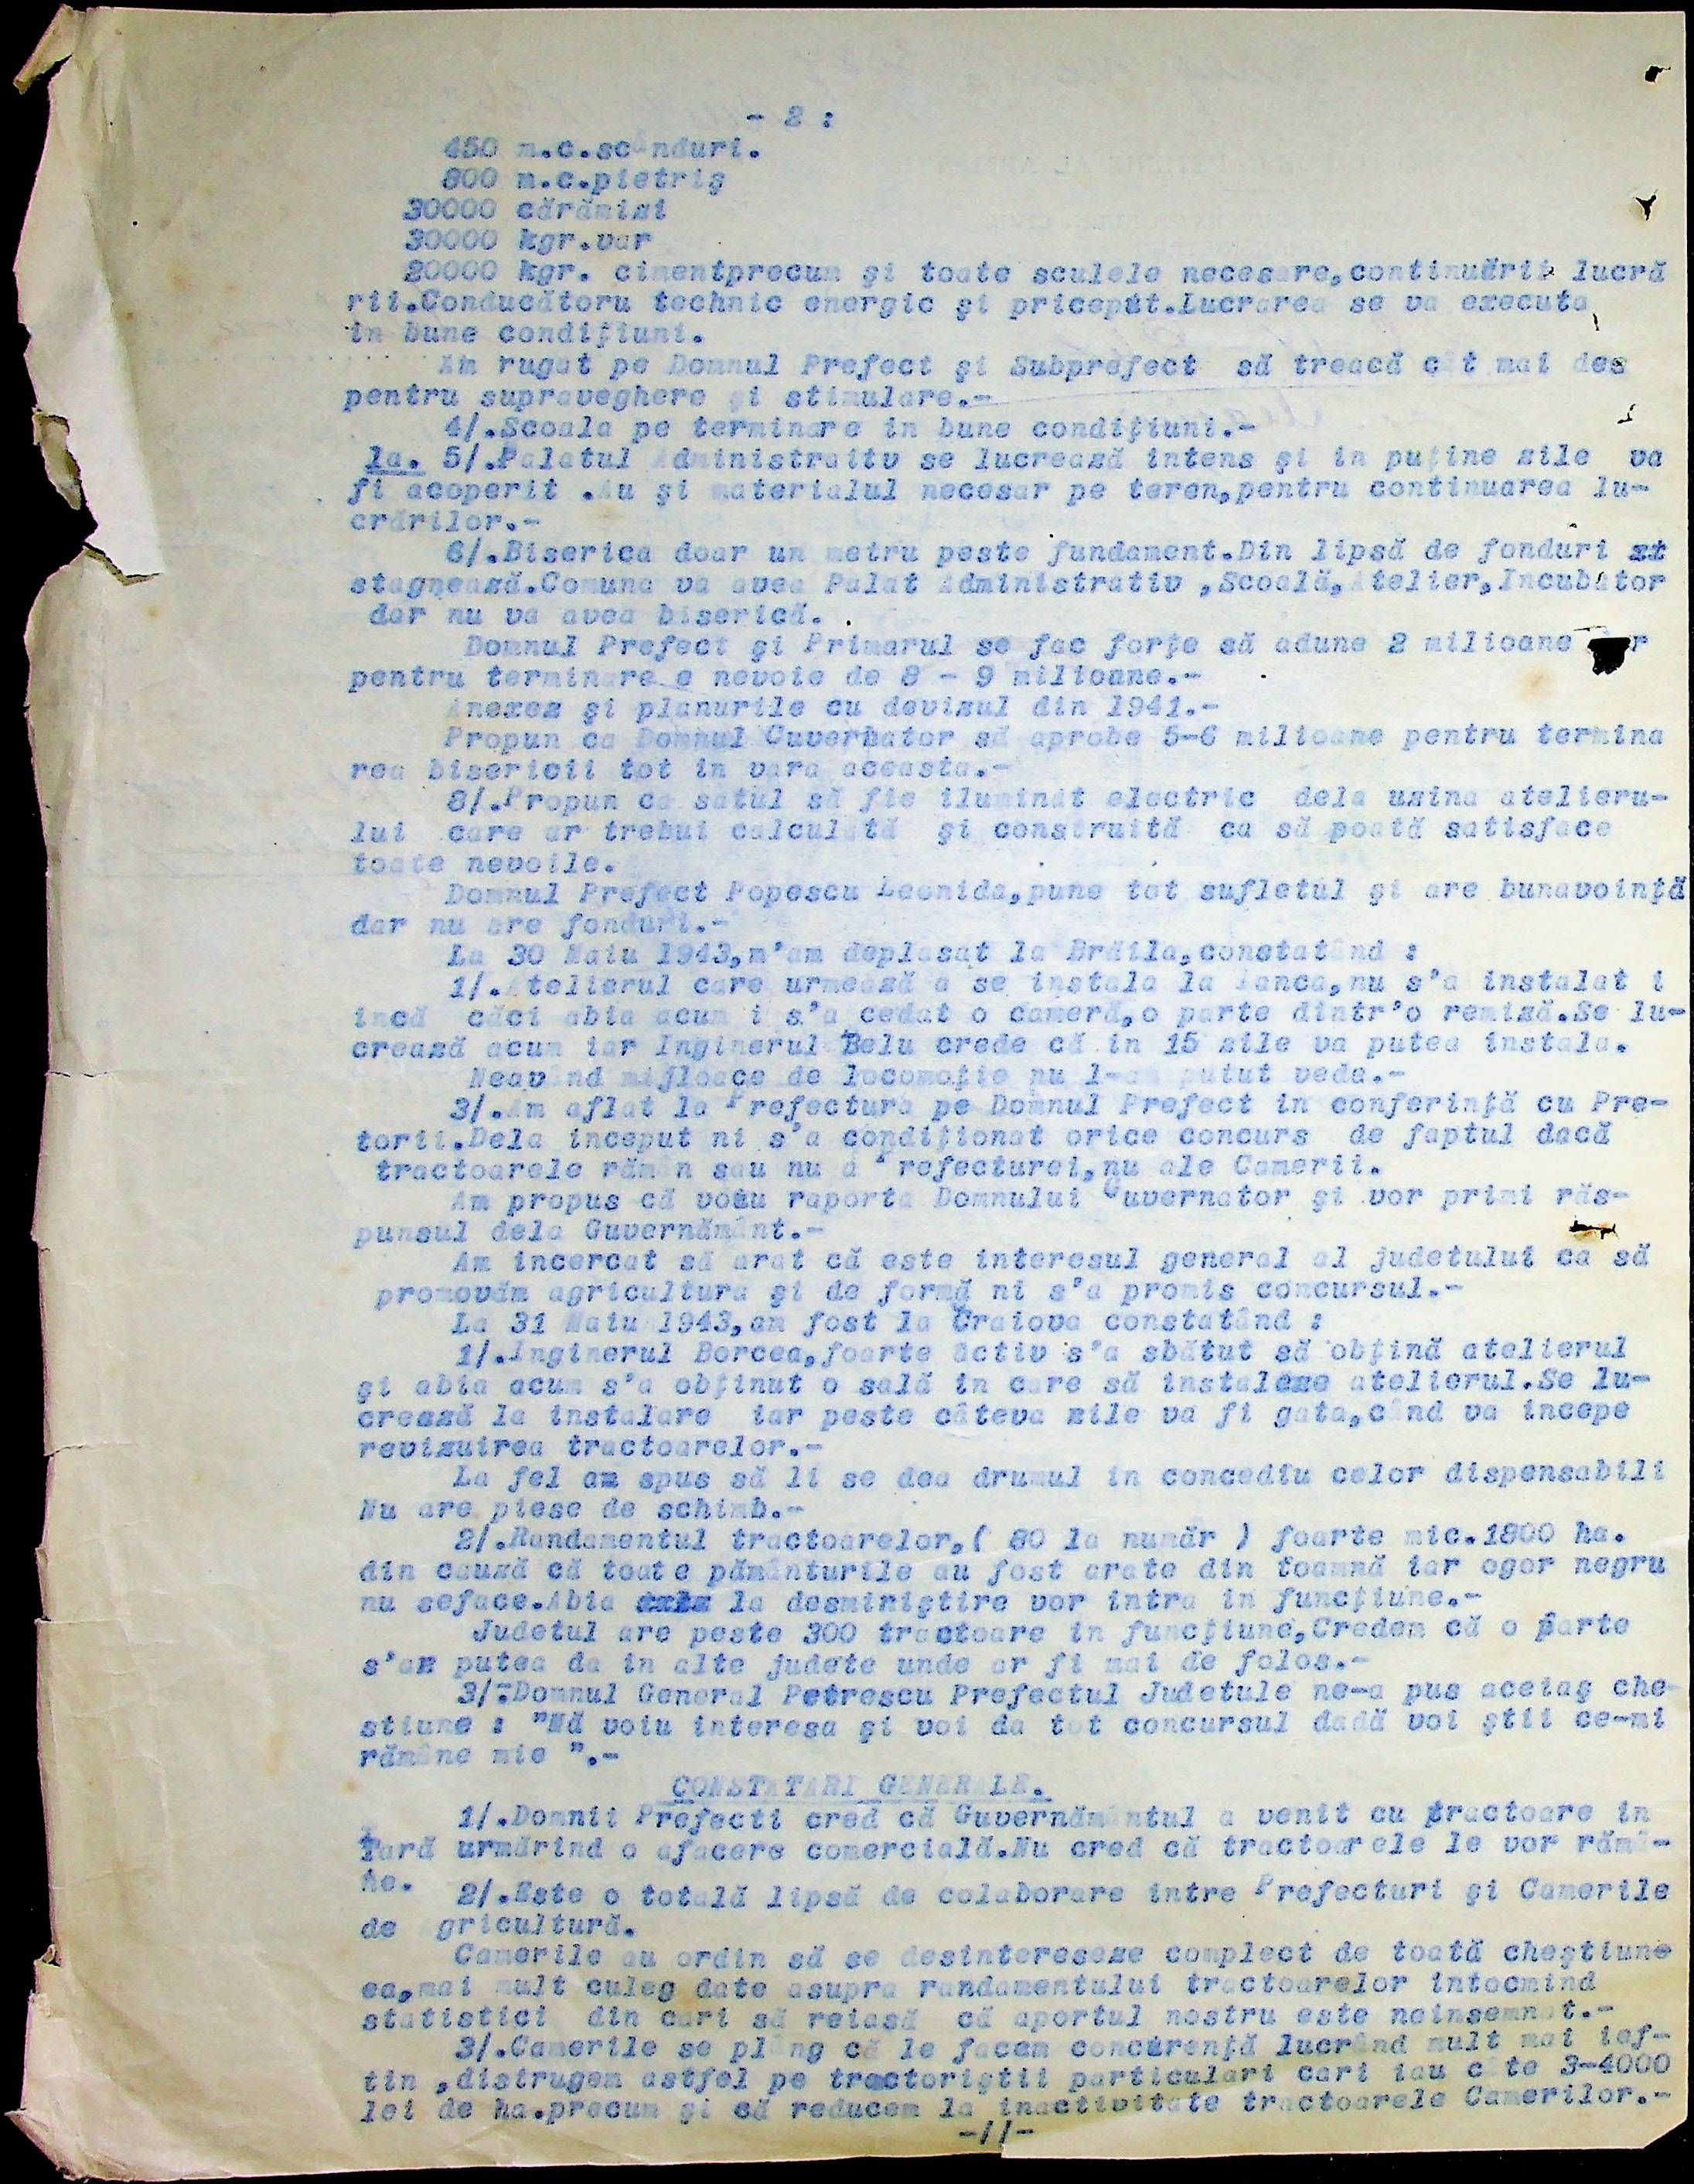 - 2 :
450 m.c.scânduri.
800 m.c.pietriş
30000 cărămizi
30000 kgr.var
20000 kgr. cimentprecum şi toate sculele necesare,continuării lucră
rii.Conducătoru technic energic şi priceput.Lucrarea se va executa
in bune condiţiuni.
Am rugat pe Domnul Prefect şi Subprefect să treacă cât mai des
pentru supraveghere şi stimulare.-
4/.Scoala pe terminare in bune condiţiuni.-
la. 5/.Palatul Administraitv se lucrează intens şi in puţine zile va
fi acoperit .Au şi materialul necesar pe teren,pentru continuarea lu-
crărilor.-
6/.Biserica doar un metru peste fundament.Din lipsă de fonduri st
stagnează.Comuna va avea Palat Administrativ ,Scoală,Atelier,Incubator
dar nu va avea biserică.
Domnul Prefect şi Primarul se fac forţe să adune 2 milioane
pentru terminare e nevoie de 8 - 9 milioane.-
Anexez şi planurile cu devizul din 1941.-
Propun ca Domnul Guvernator să aprobe 5-6 milioane pentru termina
rea bisericii tot in vara aceasta.-
8/.Propun ca satul să fie iluminat electric dela uzina atelieru-
lui care ar trebui calculată şi construită ca să poată satisface
toate nevoile.
Domnul Prefect Popescu Leonida,pune tot sufletul şi are bunavoinţă
dar nu are fonduri.-
La 30 Maiu 1943,m'am deplasat la Brăila,constatând :
1/.Atelierul care urmează a se instala la Ianca,nu s'a instalat i
incă căci abia acum i s'a cedat o cameră,o parte dintr'o remiză.Se lu-
crează acum iar Inginerul Belu crede că in 15 zile va putea instala.
Neavând mijloace de locomoţie nu l-am putut vede.-
3/.Am aflat la Prefectura pe Domnul Prefect in conferinţă cu Pre-
torii.Dela inceput ni s'a condiţionat orice concurs de faptul dacă
tractoarele rămân sau nu a Prefecturei,nu ale Camerii.
Am propus că voiu raporta Domnului Guvernator şi vor primi răs-
punsul dela Guvernământ.-
Am incercat să arat că este interesul general al judetului ca să
promovăm agricultura şi de formă ni s'a promis concursul.-
La 31 Maiu 1943,am fost la Craiova constatând :
1/.Inginerul Borcea,foarte activ s'a sbătut să obţină atelierul
şi abia acum s'a obţinut o sală in care să instaleze atelierul.Se lu-
crează la instalare iar peste câteva zile va fi gata,când va incepe
revizuirea tractoarelor.-
La fel am spus să li se dea drumul in concediu celor dispensabili
Nu are piese de schimb.-
2/.Randamentul tractoarelor,( 80 la număr ) foarte mic.1800 ha.
din cauză că toate pământurile au fost arate din toamnă iar ogor negru
nu seface.Abia la desmiriştire vor intra in funcţiune.-
Judetul are peste 300 tractoare in funcţiune,Credem că o parte
s'ar putea da in alte judete unde ar fi mai de folos.-
3/-Domnul General Petrescu Prefectul Judetule ne-a pus aceiaş che-
stiune : "Mă voiu interesa şi voi da tot concursul dadă voi ştii ce-mi
rămâne mie ".-
CONSTATARI GENERALE.
1/.Domnii Prefecti cred că Guvernământul a venit cu tractoare in
Tară urmărind o afacere comercială.Nu cred că tractoarele le vor rămâ-
ne.
2/.Este o totală lipsă de colaborare intre Prefecturi şi Camerile
de Agricultură.
Camerile au ordin să se desintereseze complect de toată cheştiune
ea,mai mult culeg date asupra randamentului tractoarelor intocmind
statistici din cari să reiasă că aportul nostru este neinsemnat.-
3/.Camerile se plâng că le facem concurenţă lucrând mult mai ief-
tin ,distrugem astfel pe tractoriştii particulari cari iau câte 3-4000
lei de ha.precum şi că reducem la inactivitate tractoarele Camerilor.-
-//-